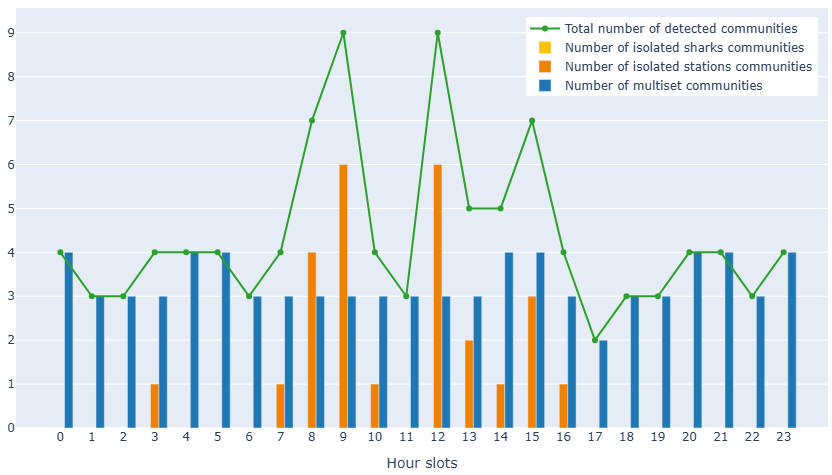 Total number of detected communities
Number of isolated sharks communities
Number of isolated stations communities
Number of multiset communities
9
8
7
6
5
4
3
2
1
0
0 1 2 3 4 5 6 7 8 9 10 11 12 13 14 15 16 17 18 19 20 21 22 23
Hour slots